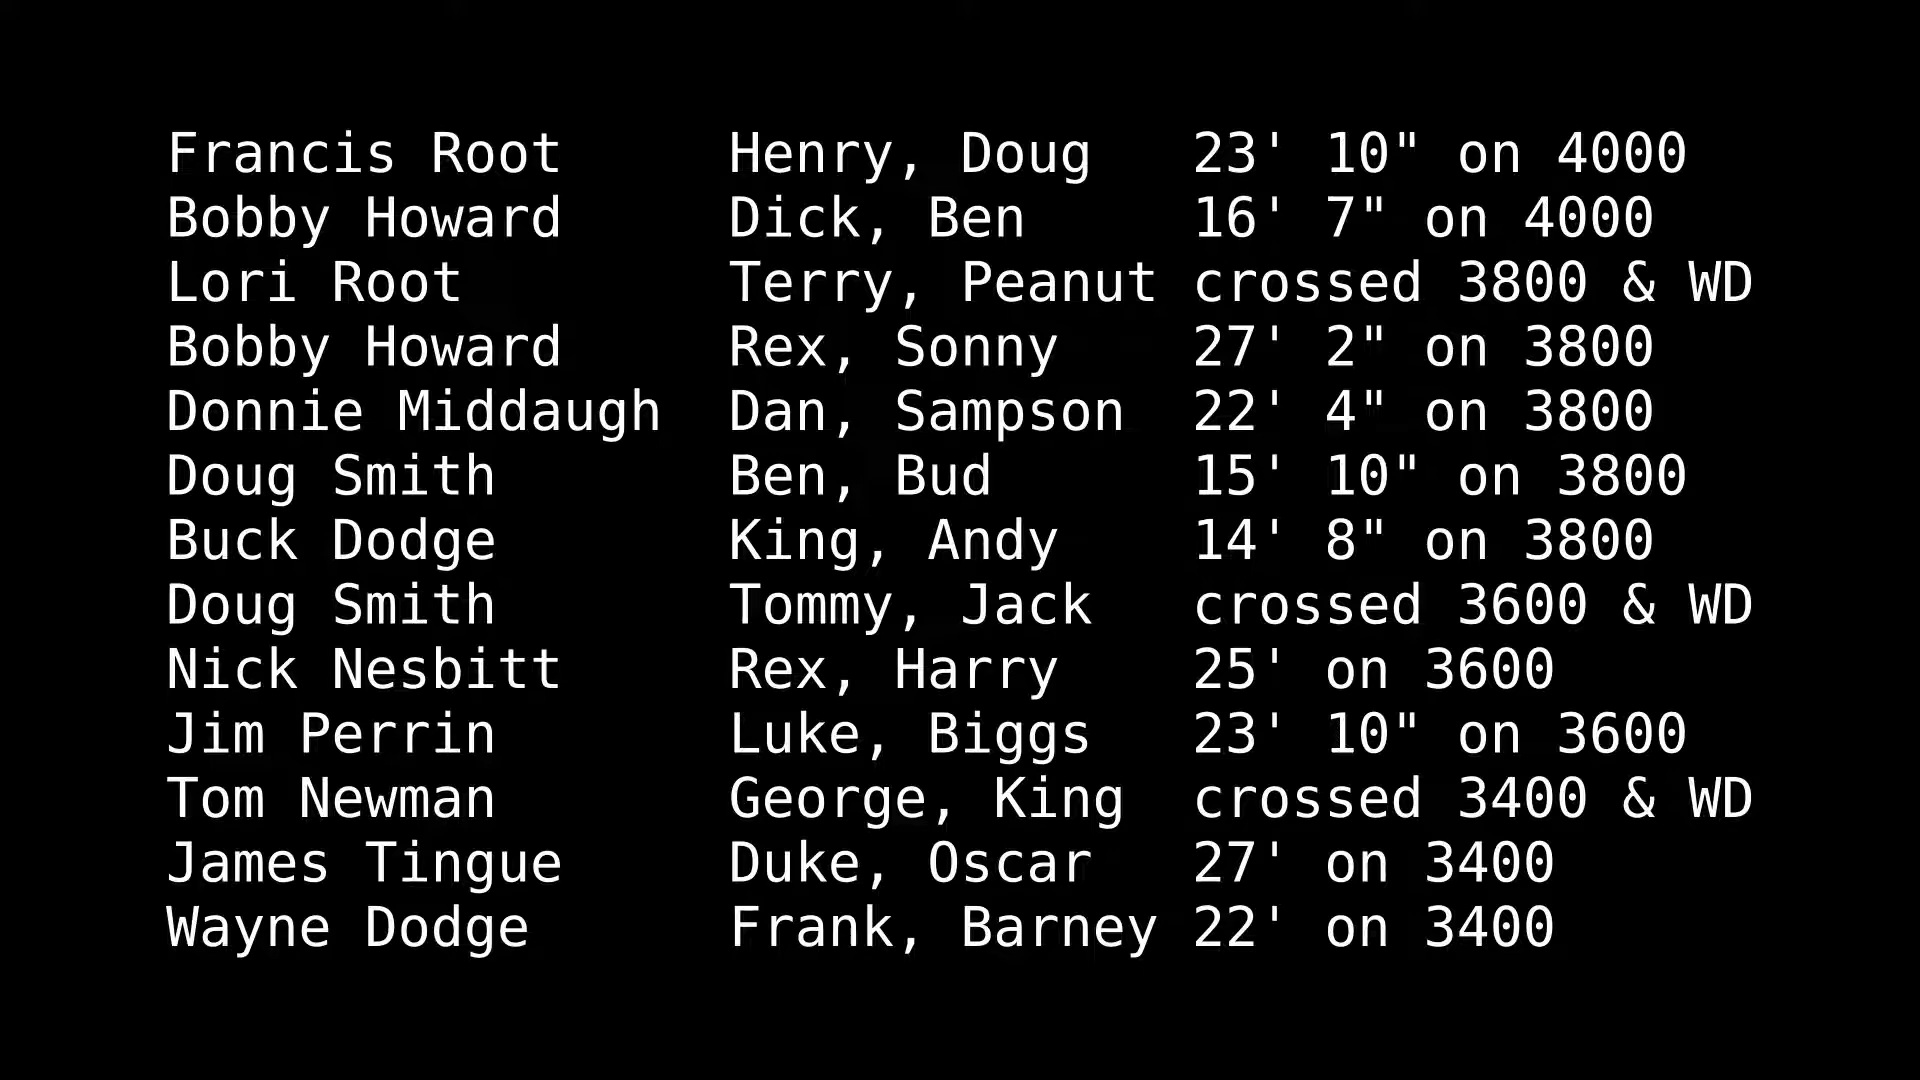 Francis Root Henry, Doug 23' 10" on 4000
Bobby Howard Dick, Ben 16' 7" on 4000
Lori Root Terry, Peanut crossed 3800 & WD
Bobby Howard Rex, Sonny 27' 2" on 3800
Donnie Middaugh Dan, Sampson 22' 4" on 3800
Doug Smith Ben, Bud 15' 10" on 3800
Buck Dodge King, Andy 14' 8" on 3800
Doug Smith Tommy, Jack crossed 3600 & WD
Nick Nesbitt Rex, Harry 25' on 3600
Jim Perrin Luke, Biggs 23' 10" on 3600
Tom Newman George, King crossed 3400 & WD
James Tingue Duke, Oscar 27' on 3400
Wayne Dodge Frank, Barney 22' on 3400